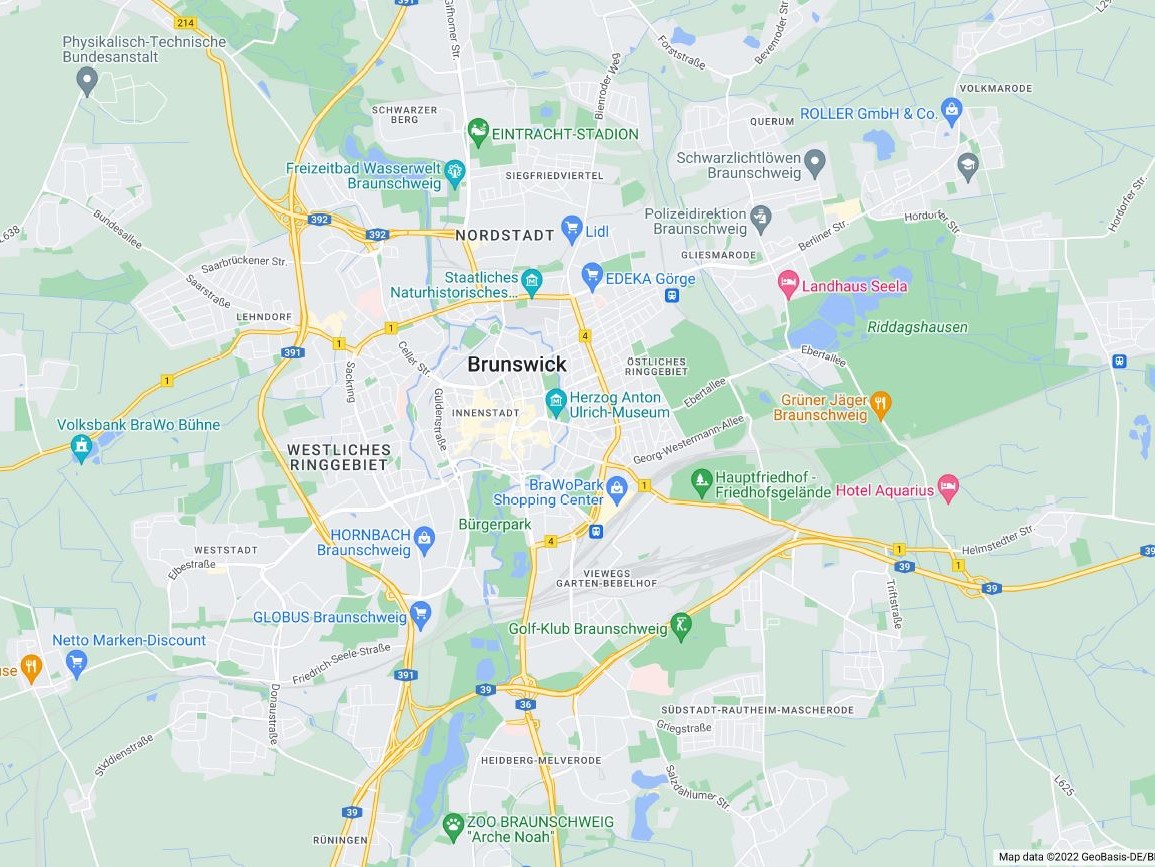 391
214
Gifhorner Str.
Physikalisch-Technische
Bundesanstalt
Forststraße
Bevenroder Str.
Bienroder Weg
VOLKMARODE
SCHWARZER
BERG
ROLLER GmbH & Co.
QUERUM
EINTRACHT-STADION
Schwarzlichtlöwen
Braunschweig
Freizeitbad Wasserwelt
Braunschweig
SIEGFRIEDVIERTEL
Hordorfer Str.
Bundesallee
L638
392
392
NORDSTADT
Lidl
Polizeidirektion
Braunschweig
Hordorfer Str.
Berliner Str.
GLIESMARODE
Saarbrückener Str.
Saarstraße
Staatliches
Naturhistorisches...
EDEKA Görge
Landhaus Seela
LEHNDORF
Riddagshausen
1
1
4
391
Celler Str.
Brunswick
ÖSTLICHES
RINGGEBIET
Ebertallee
1
Sackring
Güldenstraße
Ebertallee
INNENSTADT
Herzog Anton
Ulrich-Museum
Grüner Jäger
Braunschweig
Volksbank BraWo Bühne
Georg-Westermann-Allee
WESTLICHES
RINGGEBIET
BraWoPark
Shopping Center
1
Hauptfriedhof -
Friedhofsgelände
Hotel Aquarius
Bürgerpark
HORNBACH
Braunschweig
4
Helmstedter Str.
WESTSTADT
Elbestraße
1
39
1
39
39
VIEWEGS
GARTEN-BEBELHOF
Triftstraße
GLOBUS Braunschweig
Golf-Klub Braunschweig
Netto Marken-Discount
use
Friedrich-Seele-Straße
391
39
36
Donaustraße
SÜDSTADT-RAUTHEIM-MASCHERODE
Griegstraße
Stiddienstraße
HEIDBERG-MELVERODE
Salzdahlumer Str.
L625
39
ZOO BRAUNSCHWEIG
"Arche Noah"
RÜNINGEN
Map data ©2022 GeoBasis-DE/B